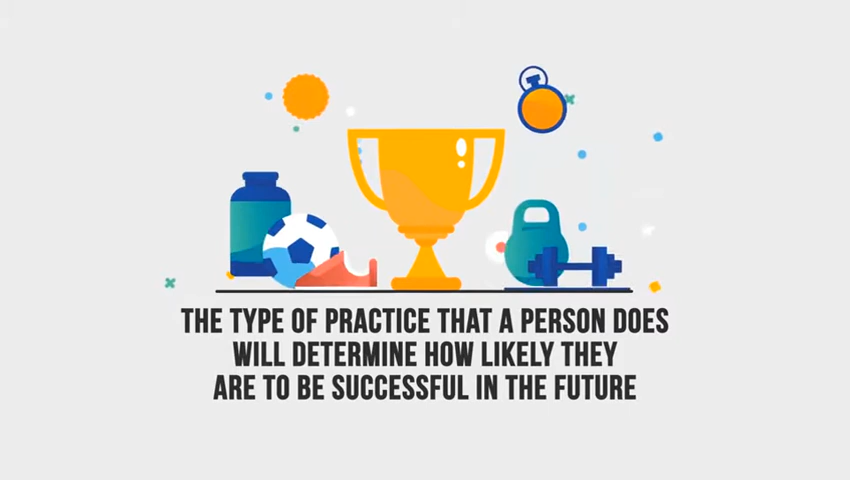 THE TYPE OF PRACTICE THAT A PERSON DOES
WILL DETERMINE HOW LIKELY THEY
ARE TO BE SUCCESSFUL IN THE FUTURE